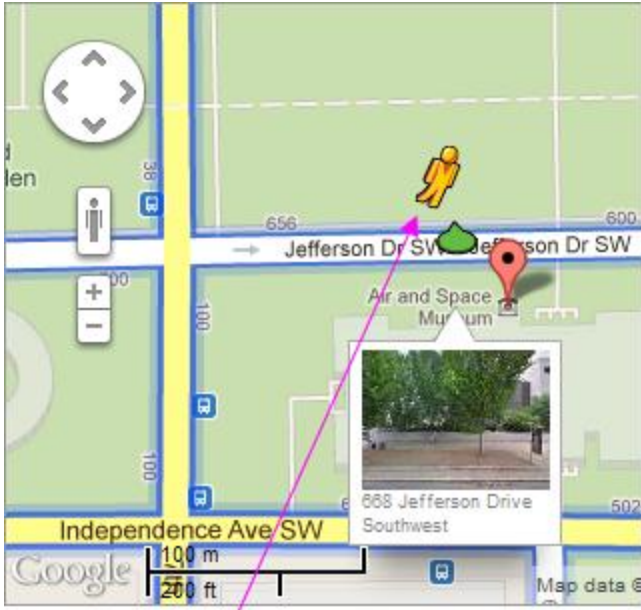 den
38
656
600
Jefferson Dr SW
Jefferson Dr SW
Air and Space
Museum
100
100
668 Jefferson Drive
Southwest
502
Independence Ave SW
100 m
200 ft
Google
Map data ©